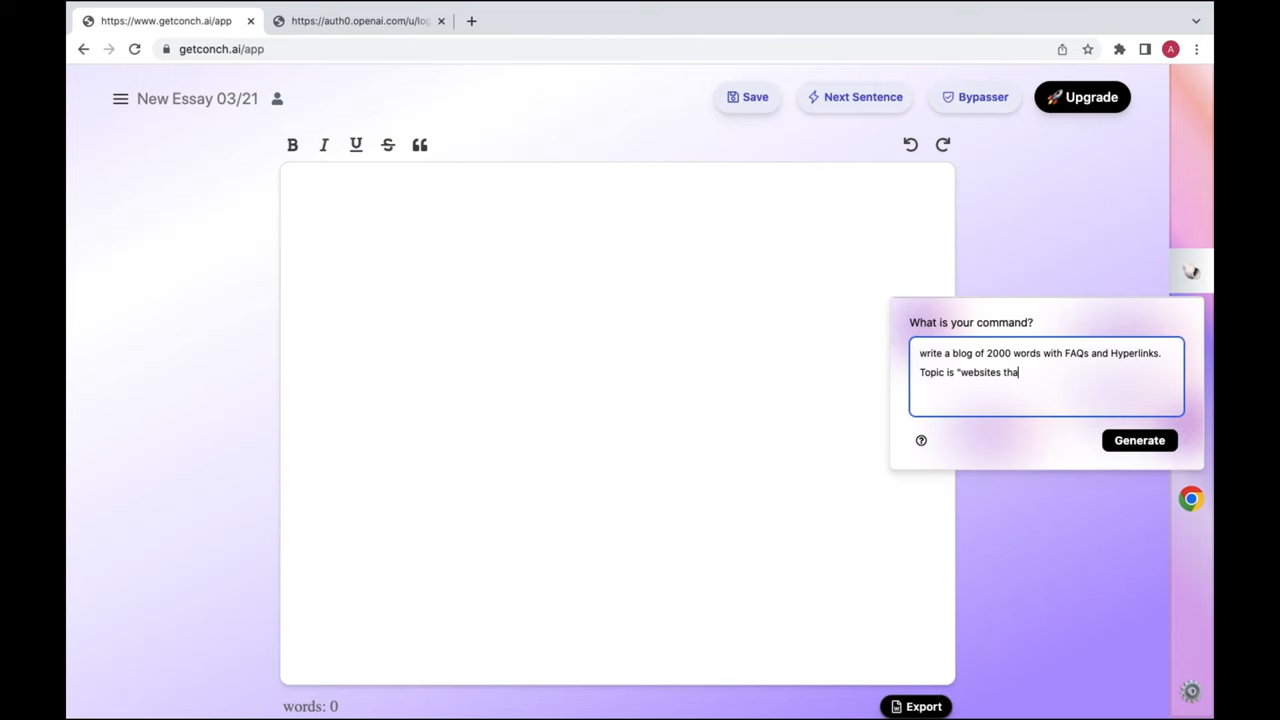 https://www.getconch.ai/app
https://auth0.openai.com/u/log
getconch.ai/app
A
New Essay 03/21
Save
Next Sentence
Bypasser
Upgrade
B I U S
What is your command?
write a blog of 2000 words with FAQs and Hyperlinks.
Topic is "websites tha
Generate
words: 0
Export